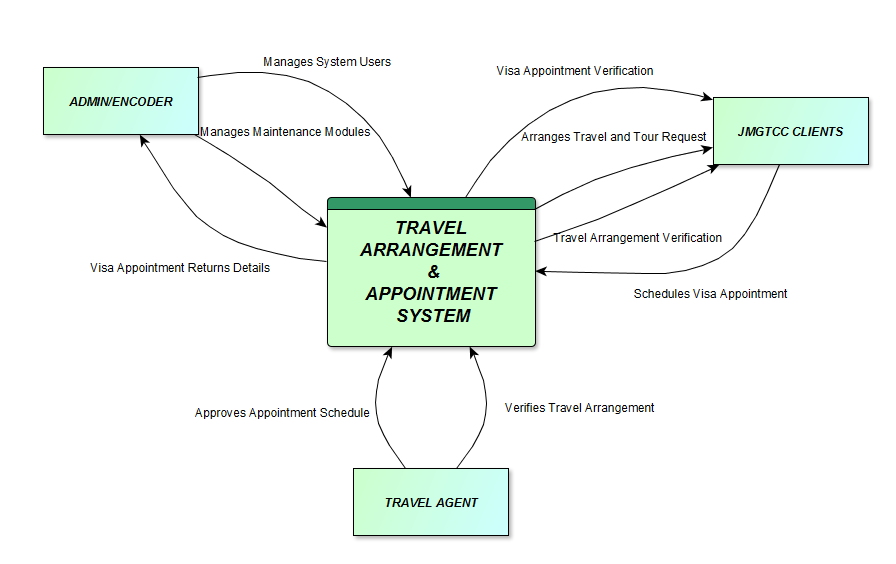 Manages System Users
Visa Appointment Verification
ADMIN/ENCODER
Manages Maintenance Modules
Arranges Travel and Tour Request
JMGTCC CLIENTS
TRAVEL
ARRANGEMENT
&
APPOINTMENT
SYSTEM
Travel Arrangement Verification
Visa Appointment Returns Details
Schedules Visa Appointment
Approves Appointment Schedule
Verifies Travel Arrangement
TRAVEL AGENT